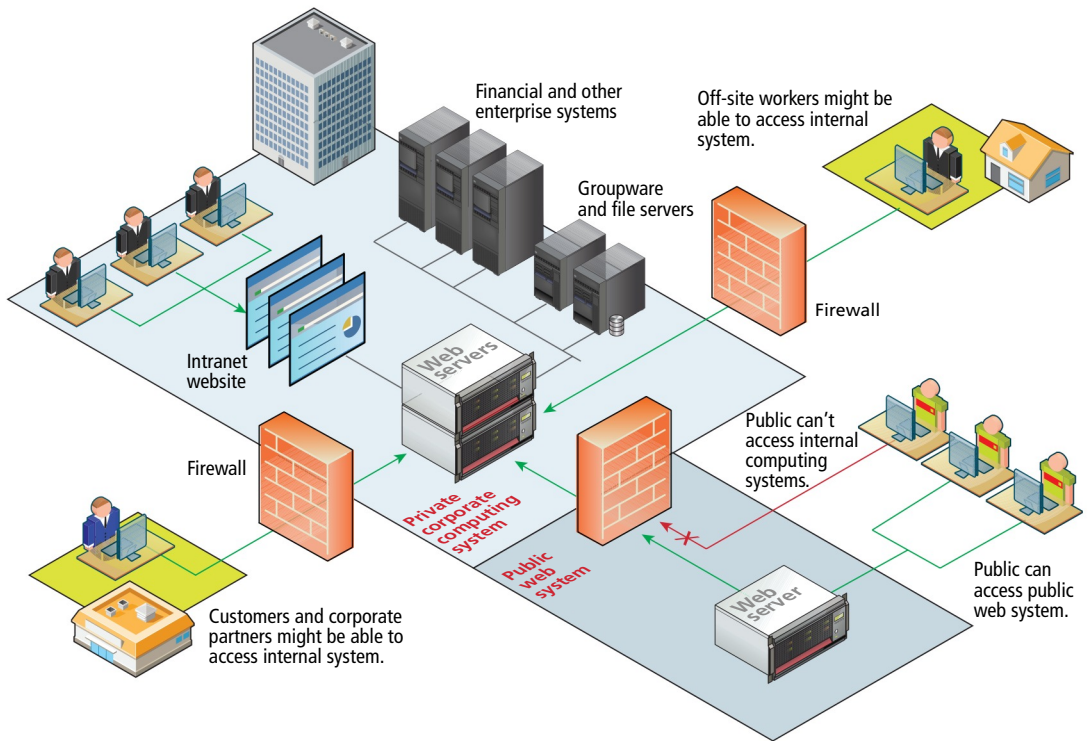 Financial and other
enterprise systems
Off-site workers might be
able to access internal
system.
Groupware
and file servers
Firewall
Intranet
website
Web
servers
Public can't
access internal
computing
systems.
Firewall
Private
corporate
computing
system
Public
web
system
Web
server
Public can
access public
web system.
Customers and corporate
partners might be able to
access internal system.